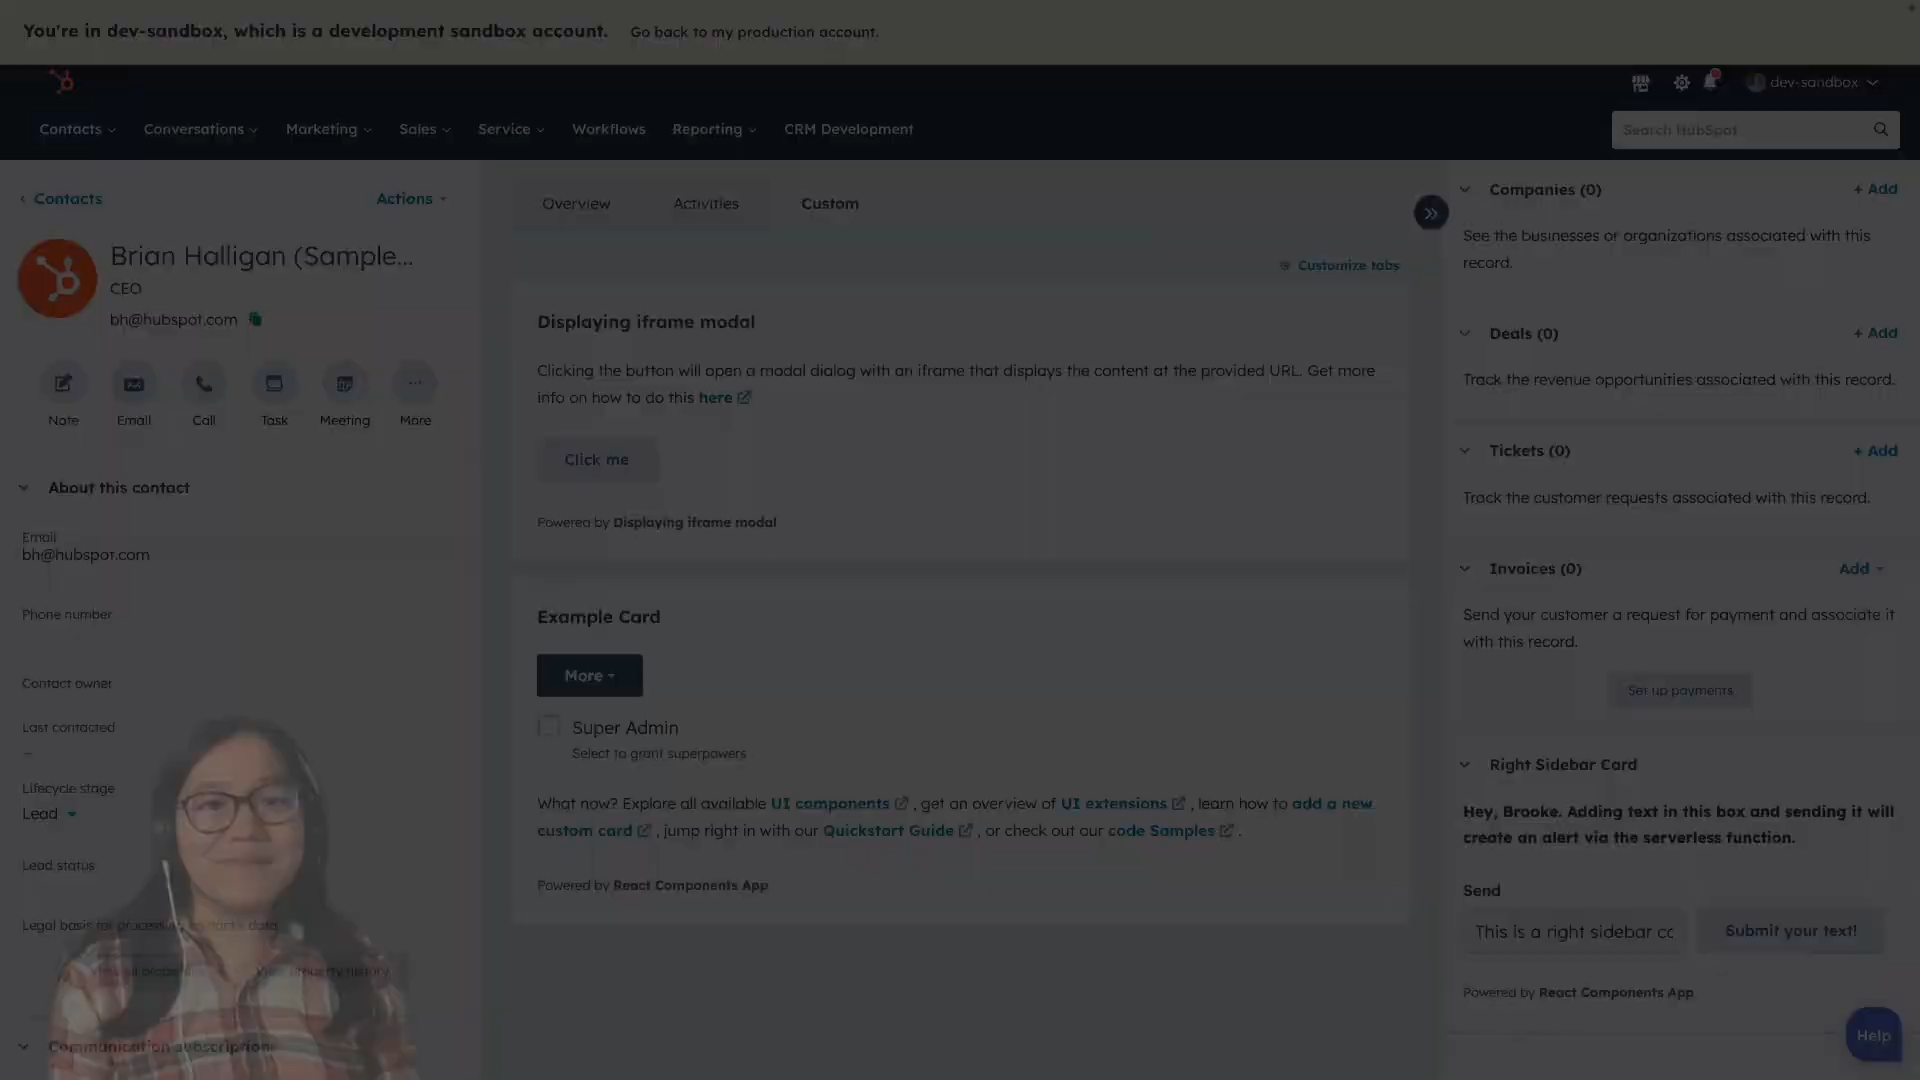 You're in dev-sandbox, which is a development sandbox account. Go back to my production account.
dev-sandbox
Contacts Conversations Marketing Sales Service Workflows Reporting CRM Development
Search HubSpot
Contacts
Actions
Brian Halligan (Sample...
CEO
bh@hubspot.com
Note Email Call Task Meeting More
About this contact
Email
bh@hubspot.com
Phone number
Contact owner
Last contacted
--
Lifecycle stage
Lead
Lead status
Legal basis for processing contact's data
View property history
Communication subscriptions
Overview Activities Custom
Customize tabs
Displaying iframe modal
Clicking the button will open a modal dialog with an iframe that displays the content at the provided URL. Get more
info on how to do this here
Click me
Powered by Displaying iframe modal
Example Card
More
Super Admin
Select to grant superpowers
What now? Explore all available UI components , get an overview of UI extensions , learn how to add a new
custom card , jump right in with our Quickstart Guide , or check out our code Samples .
Powered by React Components App
Companies (0)
+ Add
See the businesses or organizations associated with this
record.
Deals (0)
+ Add
Track the revenue opportunities associated with this record.
Tickets (0)
+ Add
Track the customer requests associated with this record.
Invoices (0)
Add
Send your customer a request for payment and associate it
with this record.
Set up payments
Right Sidebar Card
Hey, Brooke. Adding text in this box and sending it will
create an alert via the serverless function.
Send
This is a right sidebar ca
Submit your text!
Powered by React Components App
Help